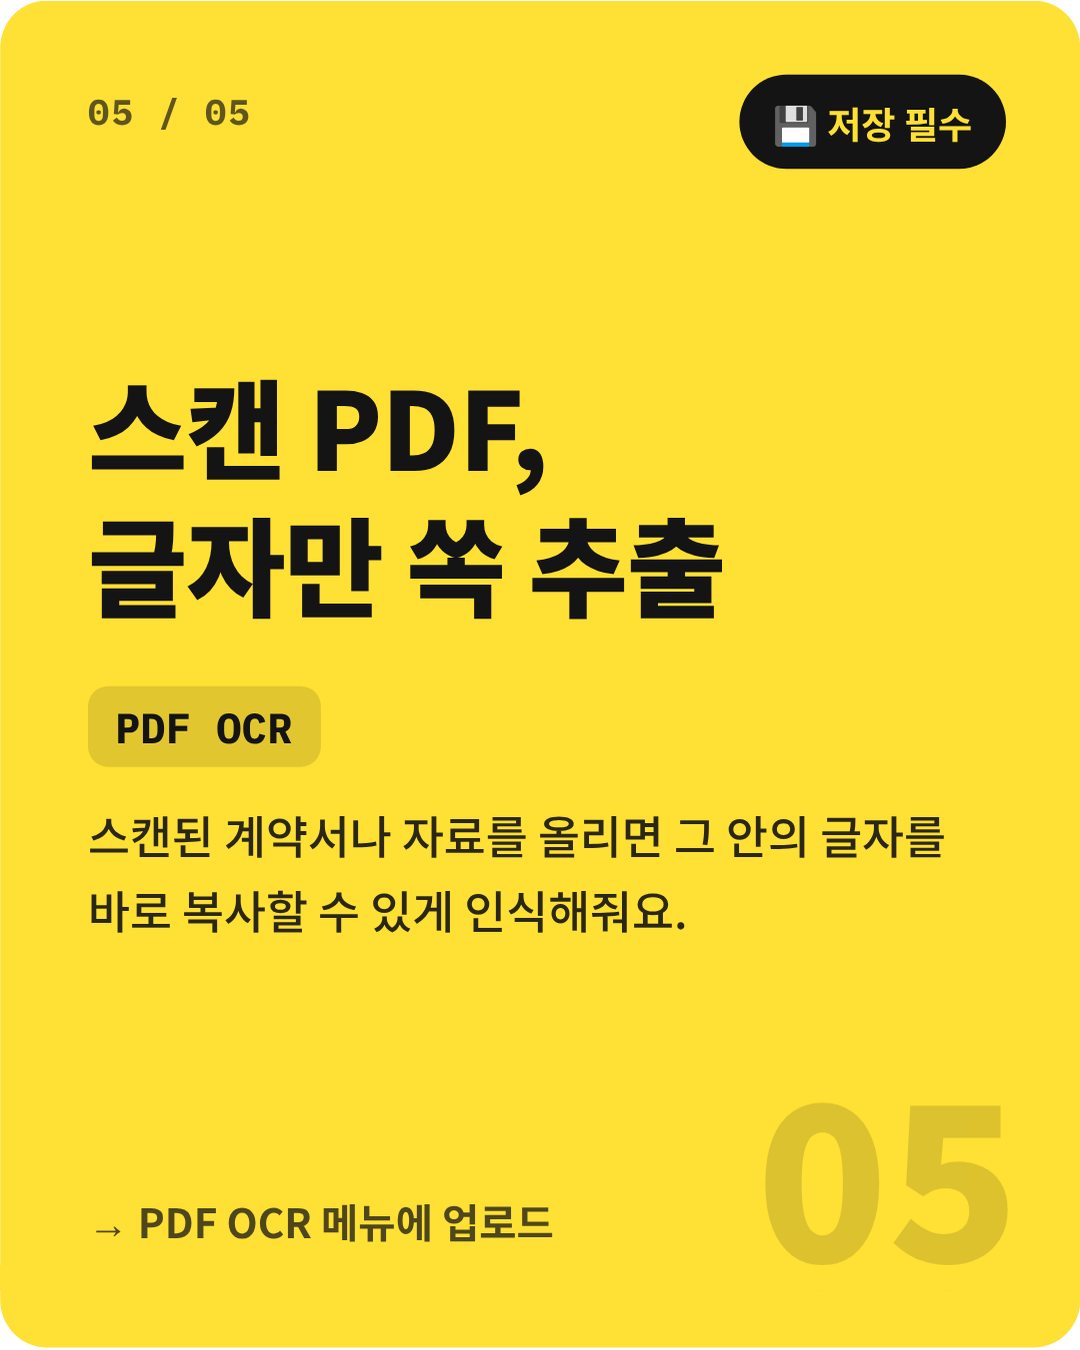 05 / 05
💾 저장 필수
스캔 PDF,
글자만 쏙 추출
PDF OCR
스캔된 계약서나 자료를 올리면 그 안의 글자를
바로 복사할 수 있게 인식해줘요.
→ PDF OCR 메뉴에 업로드
05